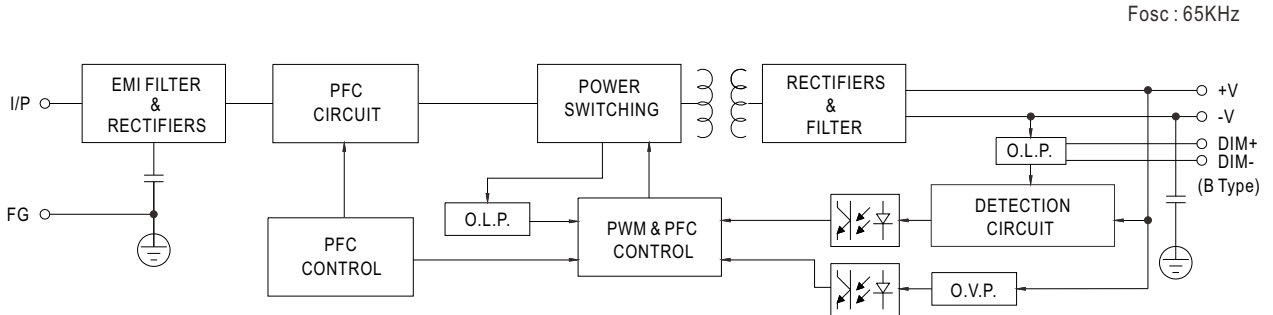 Fosc : 65KHz
I/P
EMI FILTER
&
RECTIFIERS
PFC
CIRCUIT
POWER
SWITCHING
RECTIFIERS
&
FILTER
+V
-V
DIM+
DIM-
(B Type)
O.L.P.
FG
O.L.P.
PFC
CONTROL
PWM & PFC
CONTROL
DETECTION
CIRCUIT
O.V.P.